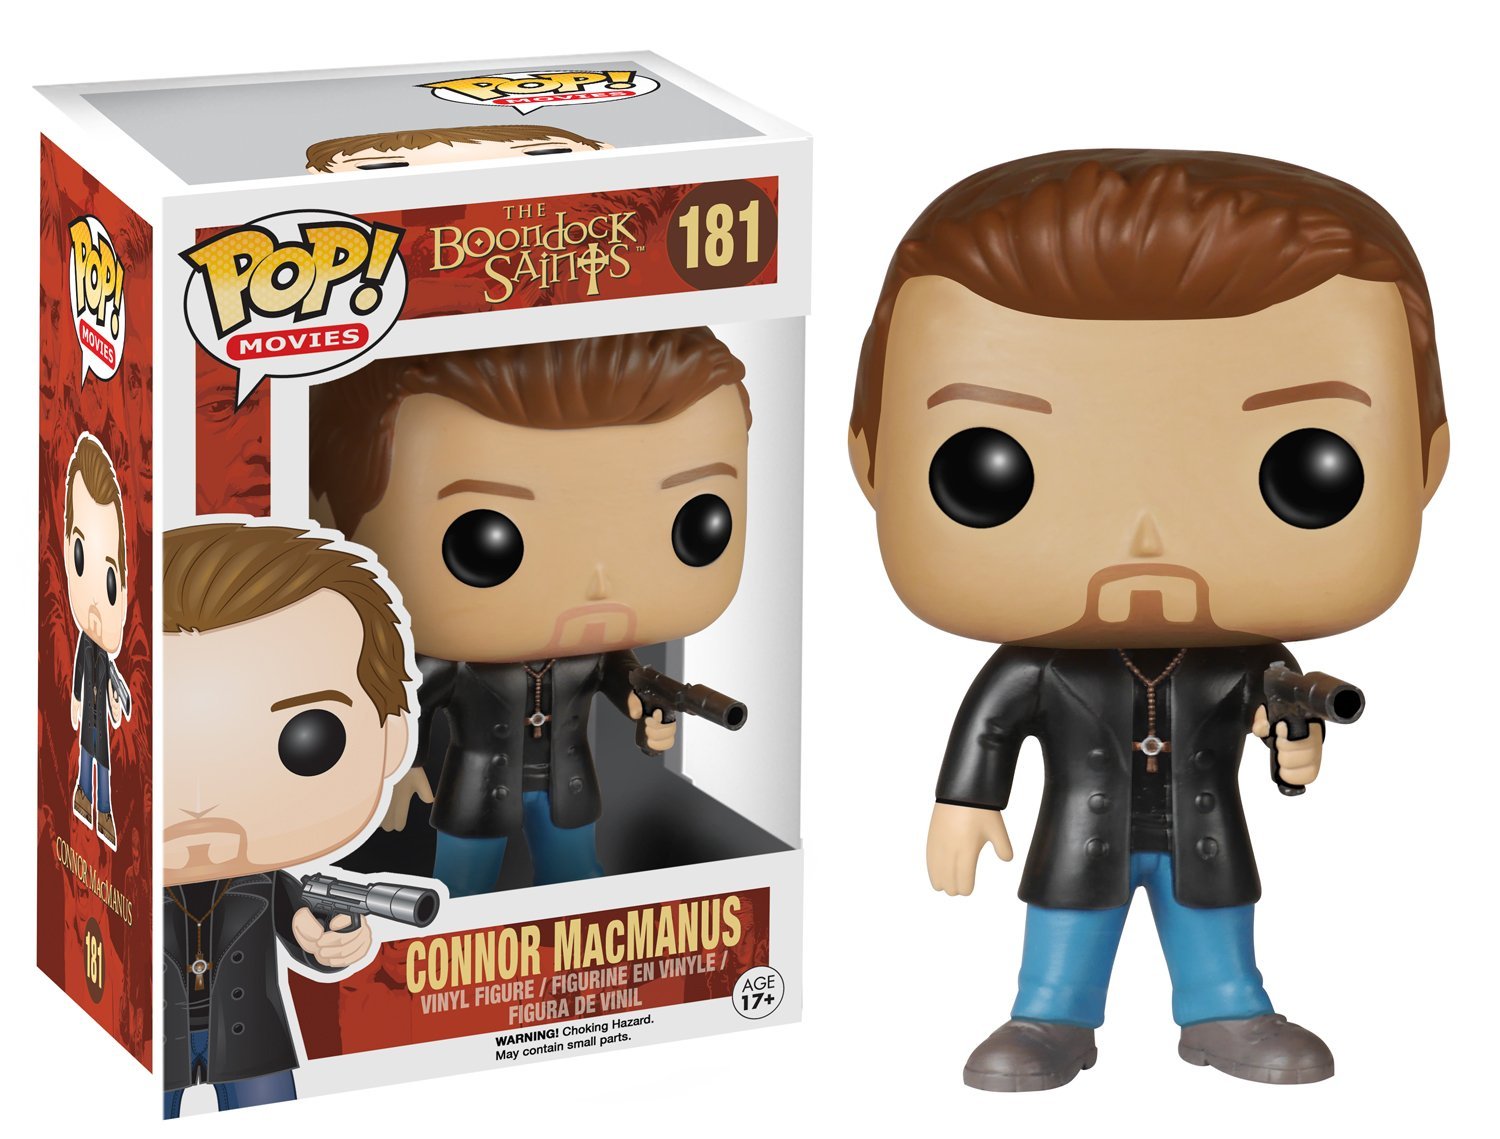 POP!
MOVIES
POP!
MOVIES
CONNOR MACMANUS
181
POP!
MOVIES
THE
BOONDOCK
SAINTS™
181
CONNOR MACMANUS
VINYL FIGURE / FIGURINE EN VINYLE /
FIGURA DE VINIL
WARNING! Choking Hazard.
May contain small parts.
AGE
17+